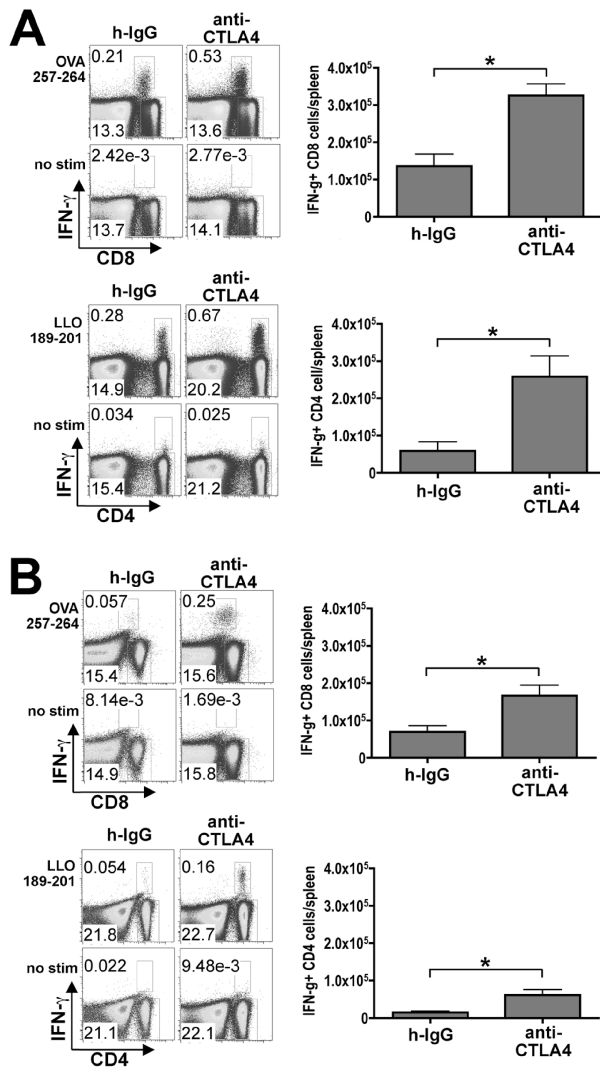 A
h-IgG
anti-
CTLA4
OVA
257-264
0.21
0.53
13.3
13.6
no stim
2.42e-3
2.77e-3
13.7
14.1
IFN-γ
CD8
IFN-g+ CD8 cells/spleen
4.0x10⁵
3.0x10⁵
2.0x10⁵
1.0x10⁵
0
*
h-IgG
anti-
CTLA4
h-IgG
anti-
CTLA4
LLO
189-201
0.28
0.67
14.9
20.2
no stim
0.034
0.025
15.4
21.2
IFN-γ
CD4
IFN-g+ CD4 cell/spleen
4.0x10⁵
3.0x10⁵
2.0x10⁵
1.0x10⁵
0
*
h-IgG
anti-
CTLA4
B
h-IgG
anti-
CTLA4
OVA
257-264
0.057
0.25
15.4
15.6
no stim
8.14e-3
1.69e-3
14.9
15.8
IFN-γ
CD8
IFN-g+ CD8 cells/spleen
4.0x10⁵
3.0x10⁵
2.0x10⁵
1.0x10⁵
0
*
h-IgG
anti-
CTLA4
h-IgG
anti-
CTLA4
LLO
189-201
0.054
0.16
21.8
22.7
no stim
0.022
9.48e-3
21.1
22.1
IFN-γ
CD4
IFN-g+ CD4 cells/spleen
4.0x10⁵
3.0x10⁵
2.0x10⁵
1.0x10⁵
0
*
h-IgG
anti-
CTLA4